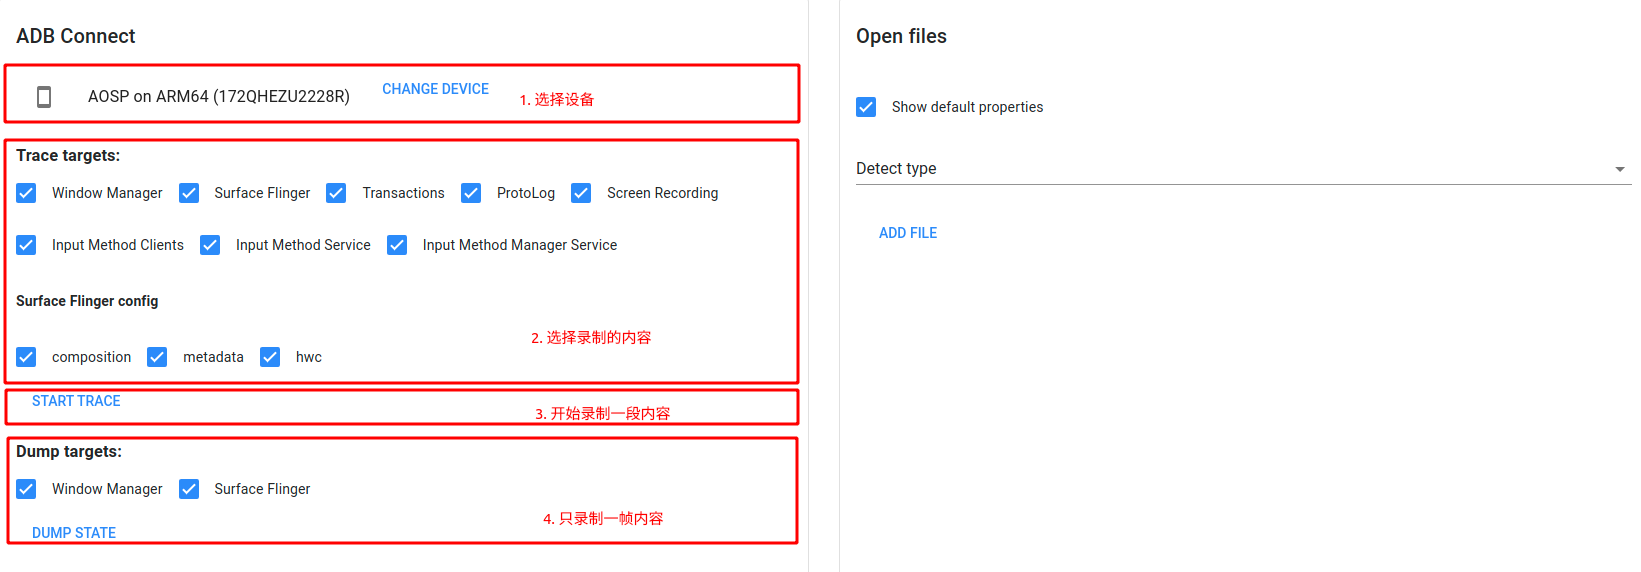 ADB Connect
AOSP on ARM64 (172QHEZU2228R)
CHANGE DEVICE
1. 选择设备
Trace targets:
Window Manager Surface Flinger Transactions ProtoLog Screen Recording
Input Method Clients Input Method Service Input Method Manager Service
Surface Flinger config
2. 选择录制的内容
composition metadata hwc
START TRACE
3. 开始录制一段内容
Dump targets:
Window Manager Surface Flinger
4. 只录制一帧内容
DUMP STATE
Open files
Show default properties
Detect type
ADD FILE